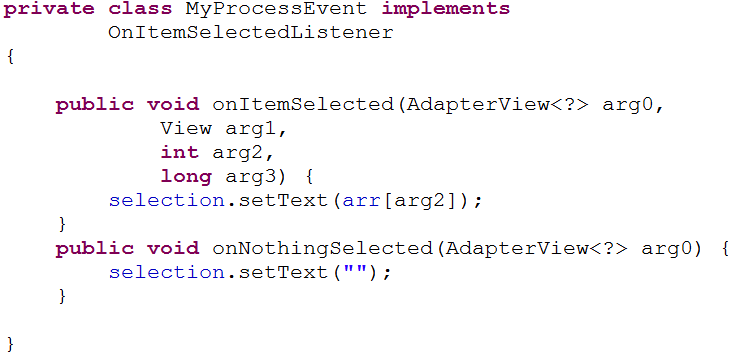 private class MyProcessEvent implements
OnItemSelectedListener
{
public void onItemSelected(AdapterView<?> arg0,
View arg1,
int arg2,
long arg3) {
selection.setText(arr[arg2]);
}
public void onNothingSelected(AdapterView<?> arg0) {
selection.setText("");
}
}